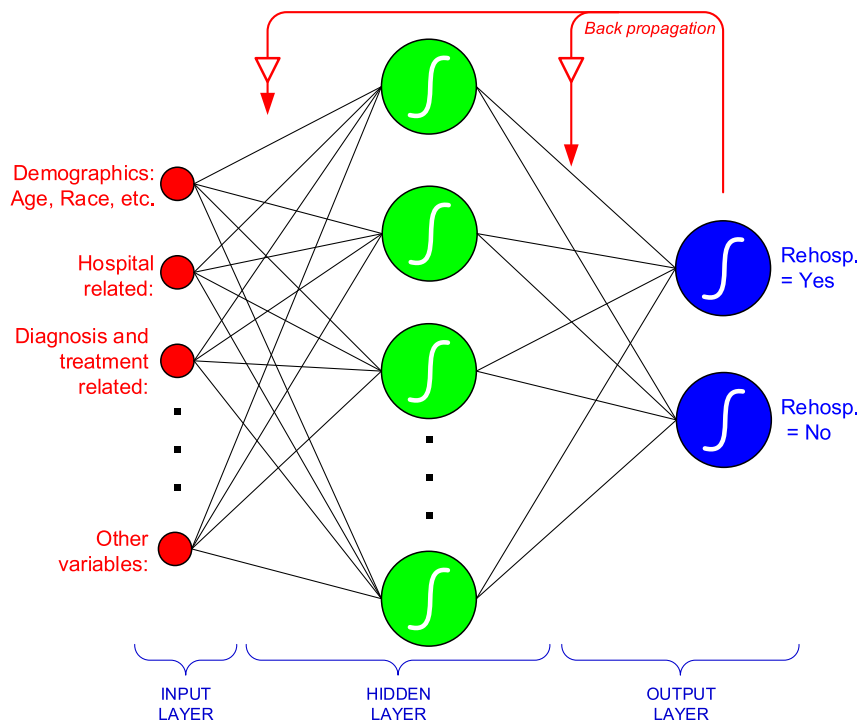 Back propagation
Demographics:
Age, Race, etc.
Hospital
related:
Diagnosis and
treatment
related:
Other
variables:
Rehosp.
= Yes
Rehosp.
= No
INPUT
LAYER
HIDDEN
LAYER
OUTPUT
LAYER